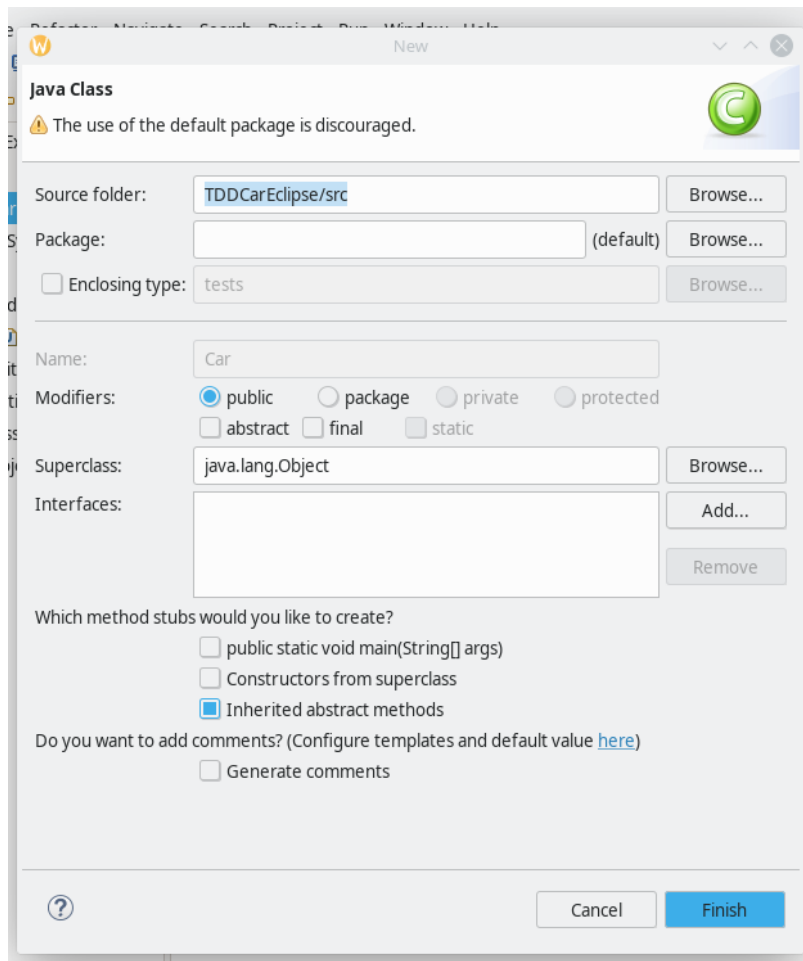 New
Java Class
The use of the default package is discouraged.
Source folder: TDDCarEclipse/src Browse...
Package: (default) Browse...
Enclosing type: tests Browse...
Name: Car
Modifiers: public package private protected
abstract final static
Superclass: java.lang.Object Browse...
Interfaces: Add...
Remove
Which method stubs would you like to create?
public static void main(String[] args)
Constructors from superclass
Inherited abstract methods
Do you want to add comments? (Configure templates and default value here)
Generate comments
Cancel Finish